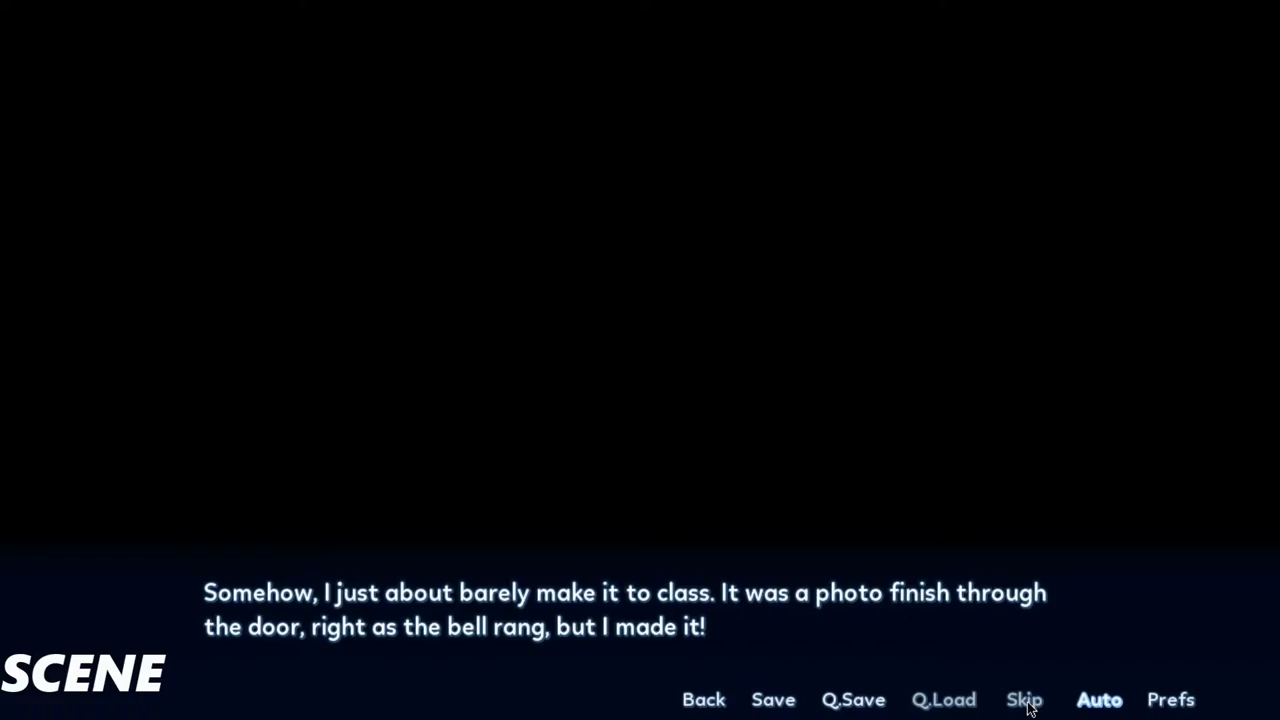 Somehow, I just about barely make it to class. It was a photo finish through
the door, right as the bell rang, but I made it!
SCENE
Back Save Q.Save Q.Load Skip Auto Prefs